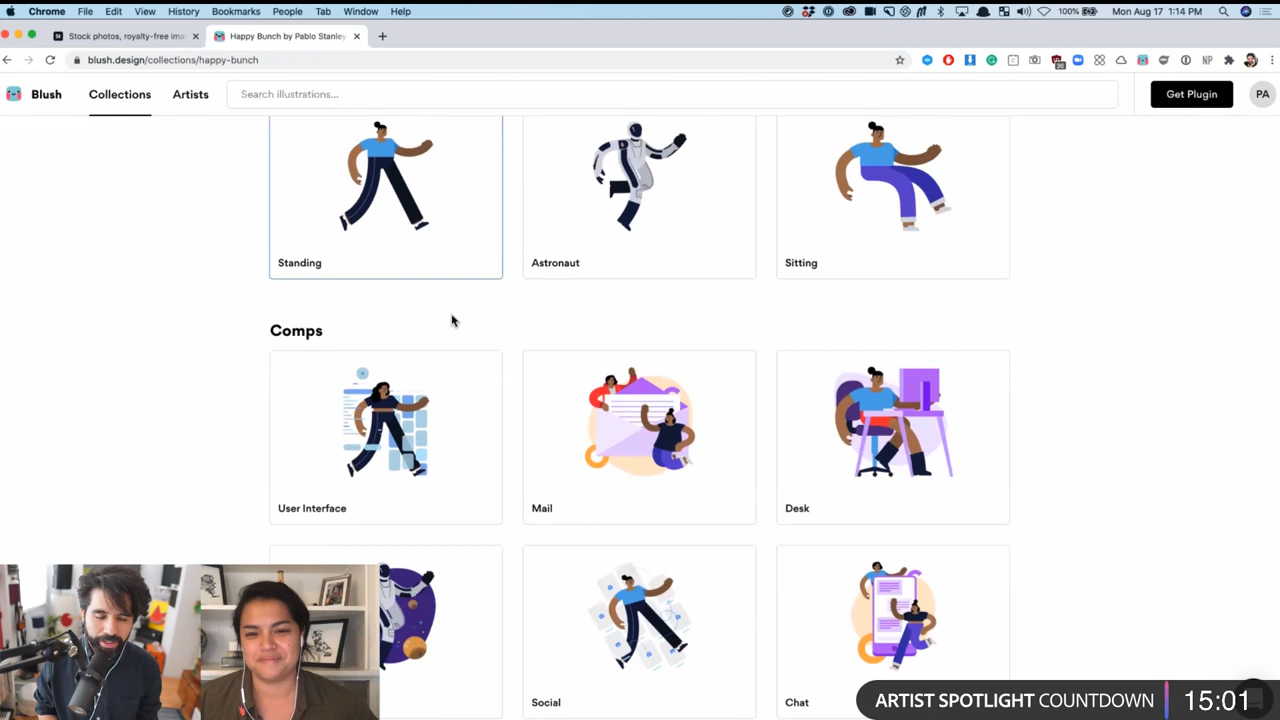 Chrome File Edit View History Bookmarks People Tab Window Help 100% Mon Aug 17 1:14 PM
Stock photos, royalty-free ima Happy Bunch by Pablo Stanley
blush.design/collections/happy-bunch NP
Blush Collections Artists Search illustrations... Get Plugin PA
Standing Astronaut Sitting
Comps
User Interface Mail Desk
Social Chat
ARTIST SPOTLIGHT COUNTDOWN 15:01